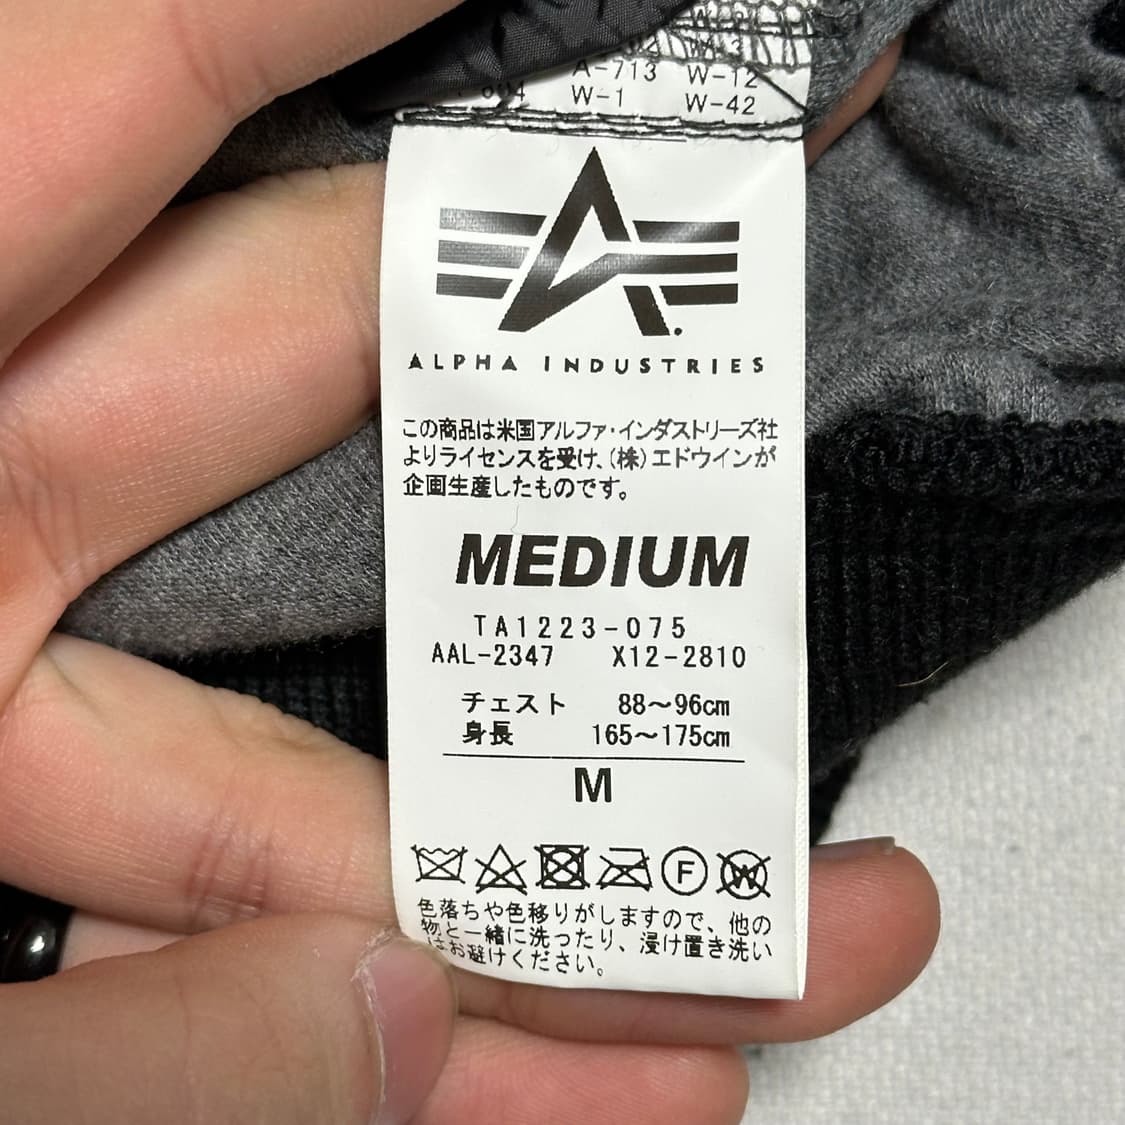 A-713 W-12
W-1 W-42
ALPHA INDUSTRIES
この商品は米国アルファ・インダストリーズ社
よりライセンスを受け、(株)エドウインが
企画生産したものです。
MEDIUM
TA1223-075
AAL-2347 X12-2810
チェスト 88～96cm
身長 165～175cm
M
F W
色落ちや色移りがしますので、他の
物と一緒に洗ったり、浸け置き洗い
はお避けください。